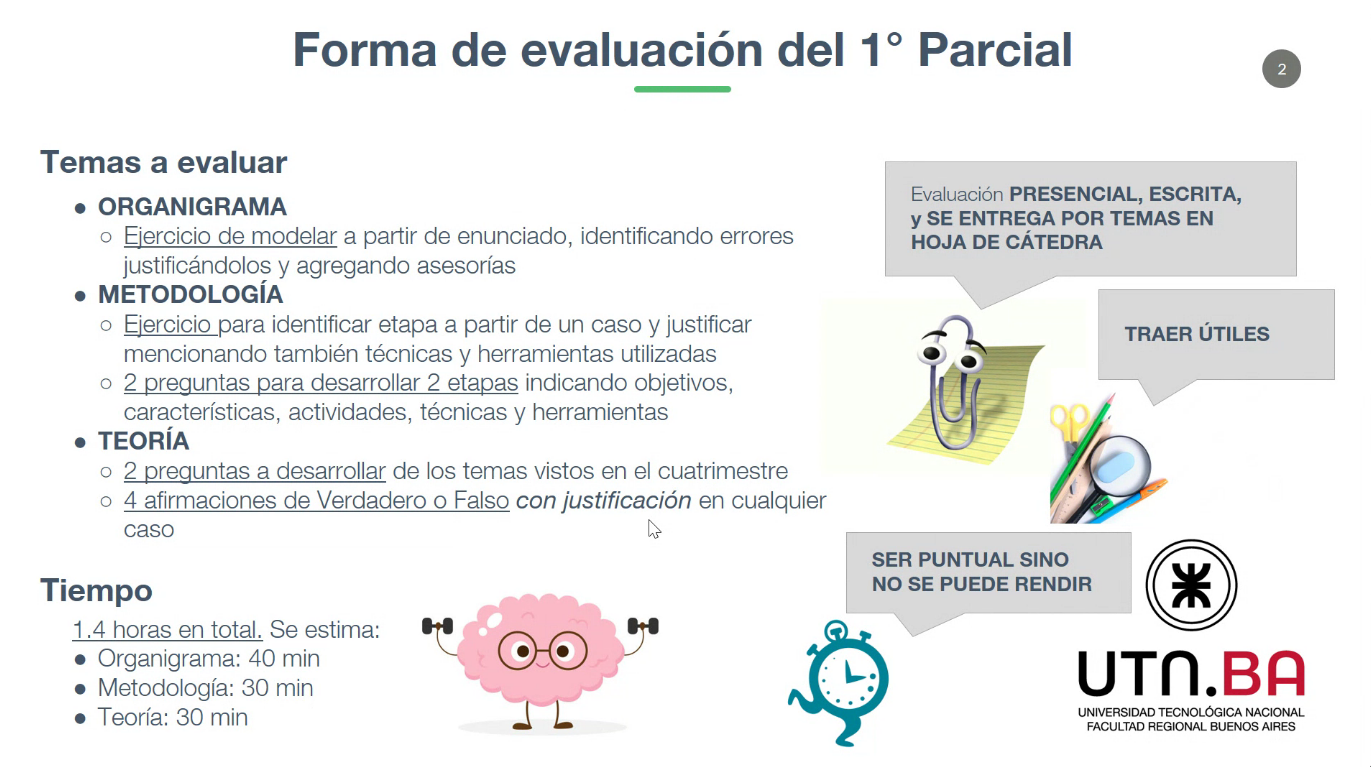 Forma de evaluación del 1° Parcial
2
Temas a evaluar
● ORGANIGRAMA
○ Ejercicio de modelar a partir de enunciado, identificando errores
justificándolos y agregando asesorías
● METODOLOGÍA
○ Ejercicio para identificar etapa a partir de un caso y justificar
mencionando también técnicas y herramientas utilizadas
○ 2 preguntas para desarrollar 2 etapas indicando objetivos,
características, actividades, técnicas y herramientas
● TEORÍA
○ 2 preguntas a desarrollar de los temas vistos en el cuatrimestre
○ 4 afirmaciones de Verdadero o Falso con justificación en cualquier
caso
Tiempo
1.4 horas en total. Se estima:
● Organigrama: 40 min
● Metodología: 30 min
● Teoría: 30 min
Evaluación PRESENCIAL, ESCRITA,
y SE ENTREGA POR TEMAS EN
HOJA DE CÁTEDRA
TRAER ÚTILES
SER PUNTUAL SINO
NO SE PUEDE RENDIR
UTN.BA
UNIVERSIDAD TECNOLÓGICA NACIONAL
FACULTAD REGIONAL BUENOS AIRES